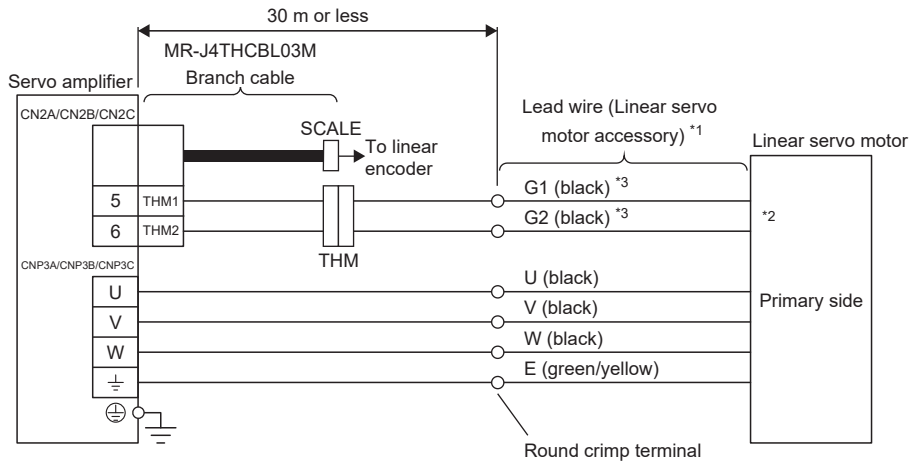 30 m or less
MR-J4THCBL03M
Branch cable
Servo amplifier
CN2A/CN2B/CN2C
SCALE
To linear
encoder
Lead wire (Linear servo
motor accessory) *1
Linear servo motor
5
THM1
G1 (black) *3
*2
6
THM2
G2 (black) *3
THM
CNP3A/CNP3B/CNP3C
U
U (black)
V
V (black)
Primary side
W
W (black)
E (green/yellow)
Round crimp terminal